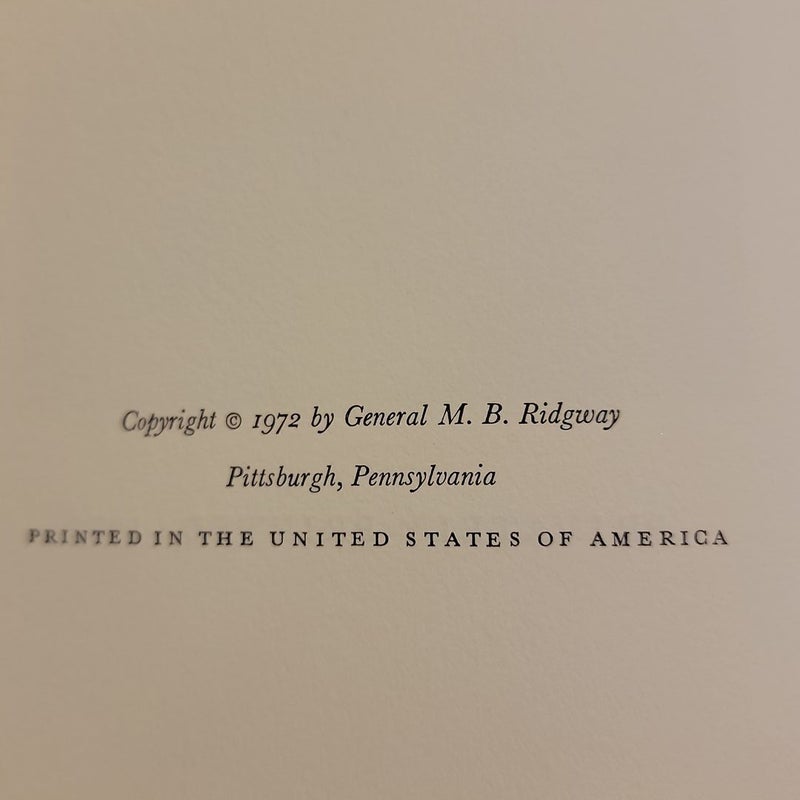 Copyright © 1972 by General M. B. Ridgway
Pittsburgh, Pennsylvania
PRINTED IN THE UNITED STATES OF AMERICA